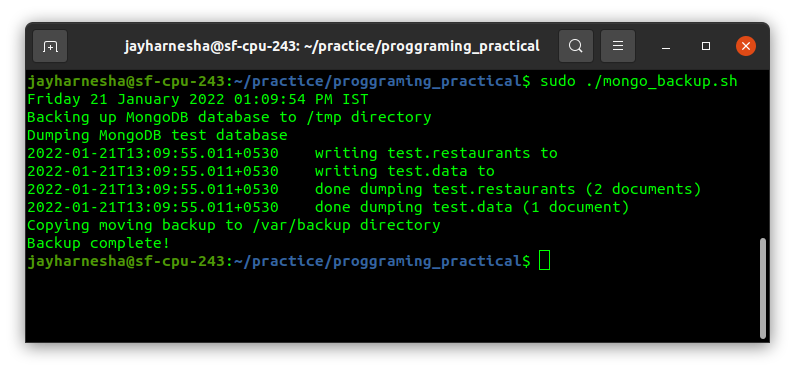 jayharnesha@sf-cpu-243: ~/practice/proggraming_practical
jayharnesha@sf-cpu-243:~/practice/proggraming_practical$ sudo ./mongo_backup.sh
Friday 21 January 2022 01:09:54 PM IST
Backing up MongoDB database to /tmp directory
Dumping MongoDB test database
2022-01-21T13:09:55.011+0530    writing test.restaurants to
2022-01-21T13:09:55.011+0530    writing test.data to
2022-01-21T13:09:55.011+0530    done dumping test.restaurants (2 documents)
2022-01-21T13:09:55.011+0530    done dumping test.data (1 document)
Copying moving backup to /var/backup directory
Backup complete!
jayharnesha@sf-cpu-243:~/practice/proggraming_practical$